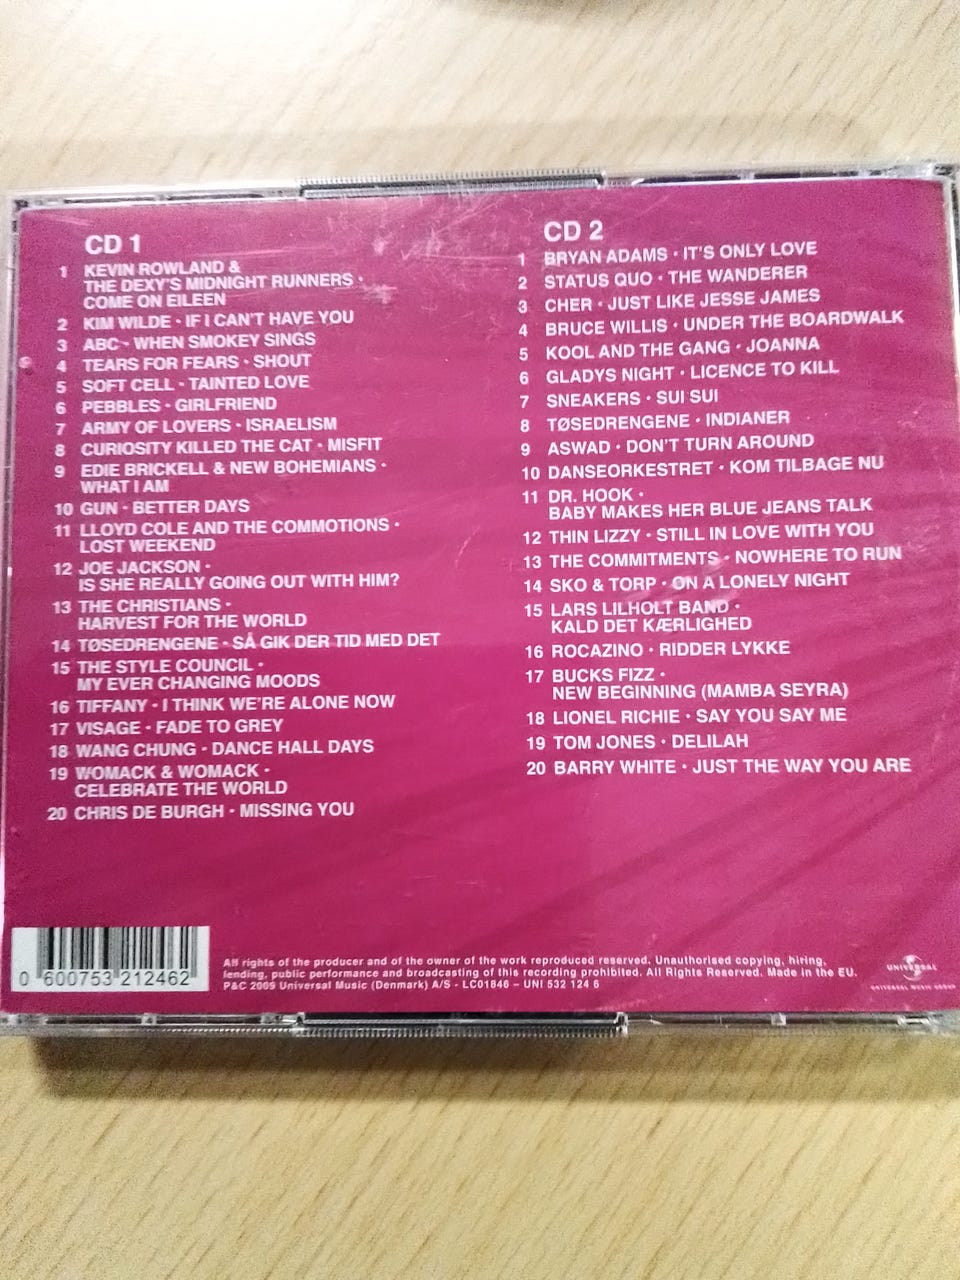 CD 1
1 KEVIN ROWLAND &
THE DEXY'S MIDNIGHT RUNNERS •
COME ON EILEEN
2 KIM WILDE • IF I CAN'T HAVE YOU
3 ABC • WHEN SMOKEY SINGS
4 TEARS FOR FEARS • SHOUT
5 SOFT CELL • TAINTED LOVE
6 PEBBLES • GIRLFRIEND
7 ARMY OF LOVERS • ISRAELISM
8 CURIOSITY KILLED THE CAT • MISFIT
9 EDIE BRICKELL & NEW BOHEMIANS •
WHAT I AM
10 GUN • BETTER DAYS
11 LLOYD COLE AND THE COMMOTIONS •
LOST WEEKEND
12 JOE JACKSON •
IS SHE REALLY GOING OUT WITH HIM?
13 THE CHRISTIANS •
HARVEST FOR THE WORLD
14 TØSEDRENGENE • SÅ GIK DER TID MED DET
15 THE STYLE COUNCIL •
MY EVER CHANGING MOODS
16 TIFFANY • I THINK WE'RE ALONE NOW
17 VISAGE • FADE TO GREY
18 WANG CHUNG • DANCE HALL DAYS
19 WOMACK & WOMACK •
CELEBRATE THE WORLD
20 CHRIS DE BURGH • MISSING YOU
CD 2
1 BRYAN ADAMS • IT'S ONLY LOVE
2 STATUS QUO • THE WANDERER
3 CHER • JUST LIKE JESSE JAMES
4 BRUCE WILLIS • UNDER THE BOARDWALK
5 KOOL AND THE GANG • JOANNA
6 GLADYS NIGHT • LICENCE TO KILL
7 SNEAKERS • SUI SUI
8 TØSEDRENGENE • INDIANER
9 ASWAD • DON'T TURN AROUND
10 DANSEORKESTRET • KOM TILBAGE NU
11 DR. HOOK •
BABY MAKES HER BLUE JEANS TALK
12 THIN LIZZY • STILL IN LOVE WITH YOU
13 THE COMMITMENTS • NOWHERE TO RUN
14 SKO & TORP • ON A LONELY NIGHT
15 LARS LILHOLT BAND •
KALD DET KÆRLIGHED
16 ROCAZINO • RIDDER LYKKE
17 BUCKS FIZZ •
NEW BEGINNING (MAMBA SEYRA)
18 LIONEL RICHIE • SAY YOU SAY ME
19 TOM JONES • DELILAH
20 BARRY WHITE • JUST THE WAY YOU ARE
0 600753 212462
All rights of the producer and of the owner of the work reproduced reserved. Unauthorised copying, hiring,
lending, public performance and broadcasting of this recording prohibited. All Rights Reserved. Made in the EU.
P&C 2009 Universal Music (Denmark) A/S - LC01846 – UNI 532 124 6
UNIVERSAL
UNIVERSAL MUSIC GROUP